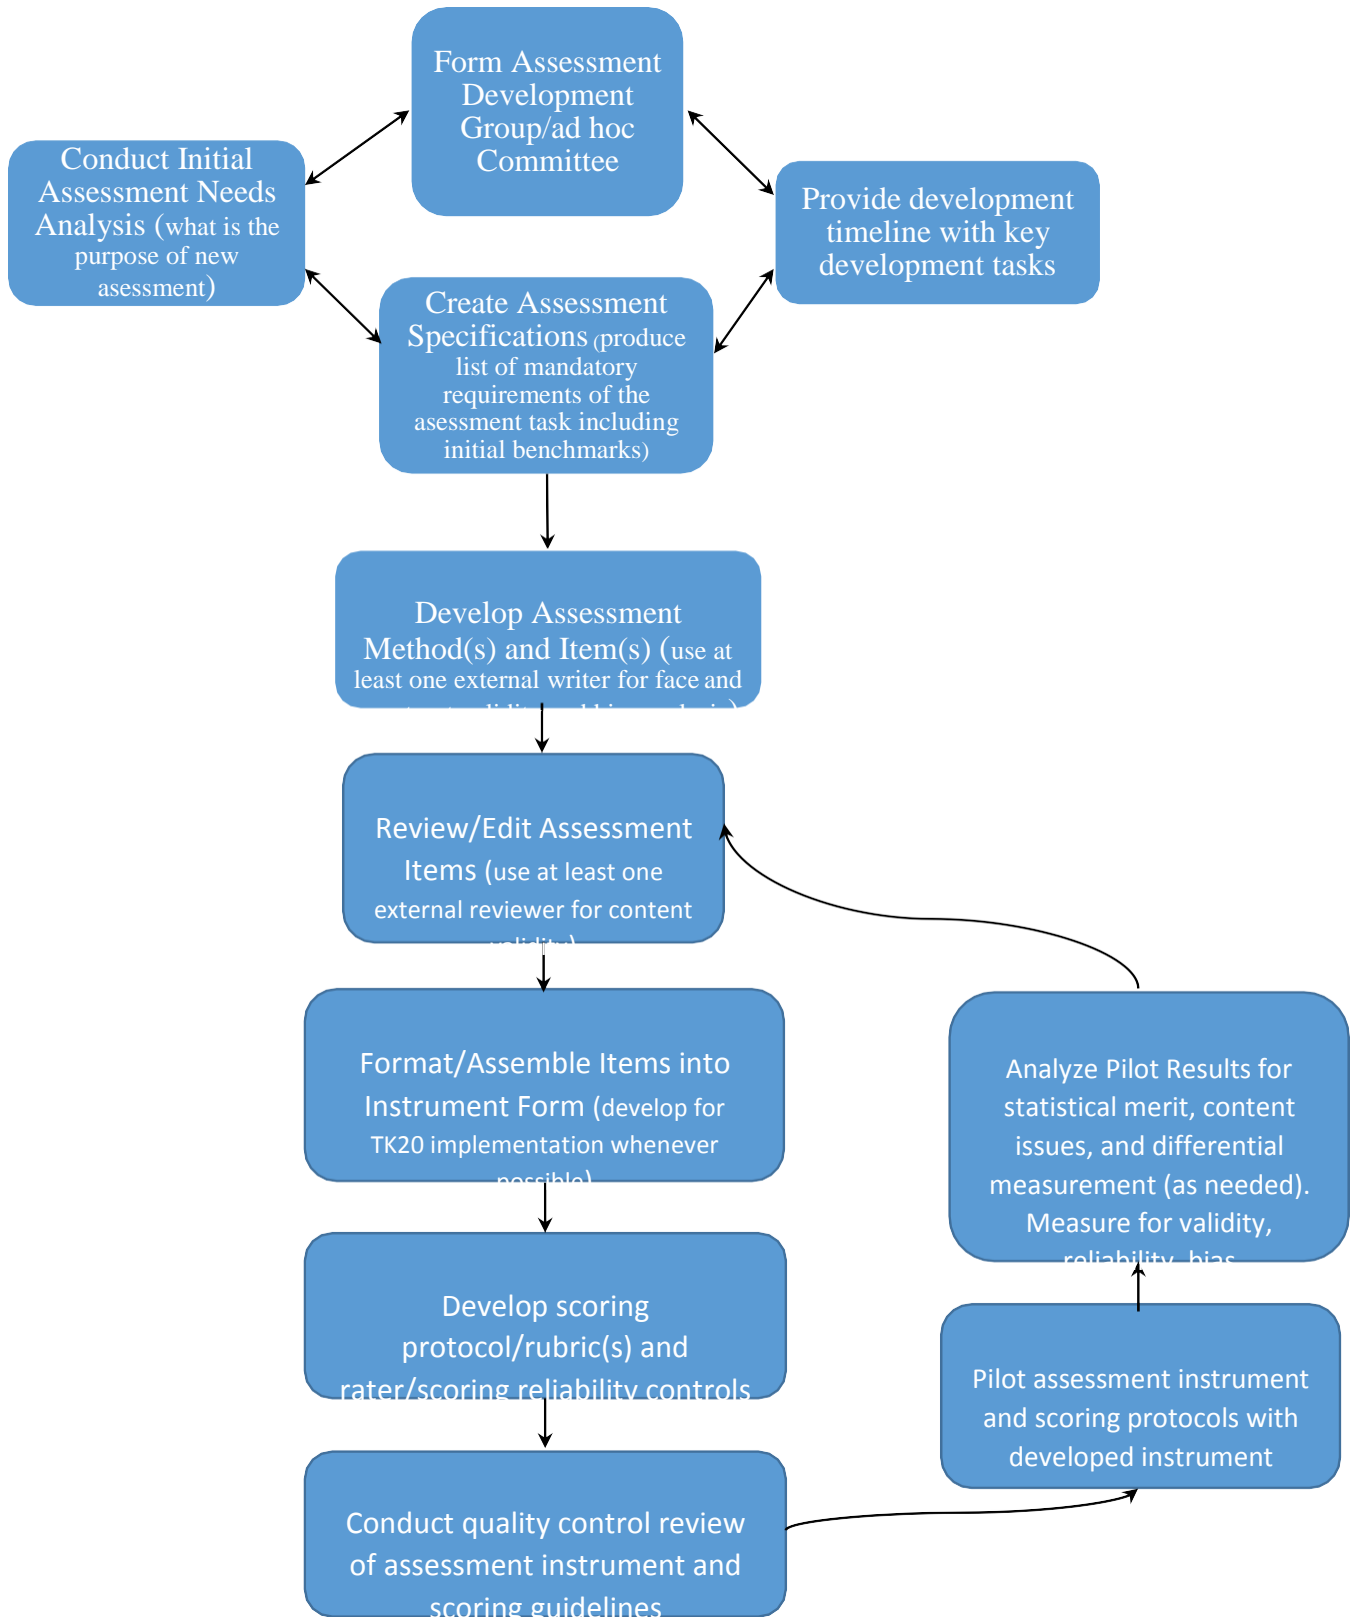 Form Assessment
Development
Group/ad hoc
Committee
Conduct Initial
Assessment Needs
Analysis (what is the
purpose of new
asessment)
Provide development
timeline with key
development tasks
Create Assessment
Specifications (produce
list of mandatory
requirements of the
asessment task including
initial benchmarks)
Develop Assessment
Method(s) and Item(s) (use at
least one external writer for face and
Review/Edit Assessment
Items (use at least one
external reviewer for content
validity)
Format/Assemble Items into
Instrument Form (develop for
TK20 implementation whenever
possible)
Develop scoring
protocol/rubric(s) and
rater/scoring reliability controls
Conduct quality control review
of assessment instrument and
scoring guidelines
Pilot assessment instrument
and scoring protocols with
developed instrument
Analyze Pilot Results for
statistical merit, content
issues, and differential
measurement (as needed).
Measure for validity,
reliability, bias